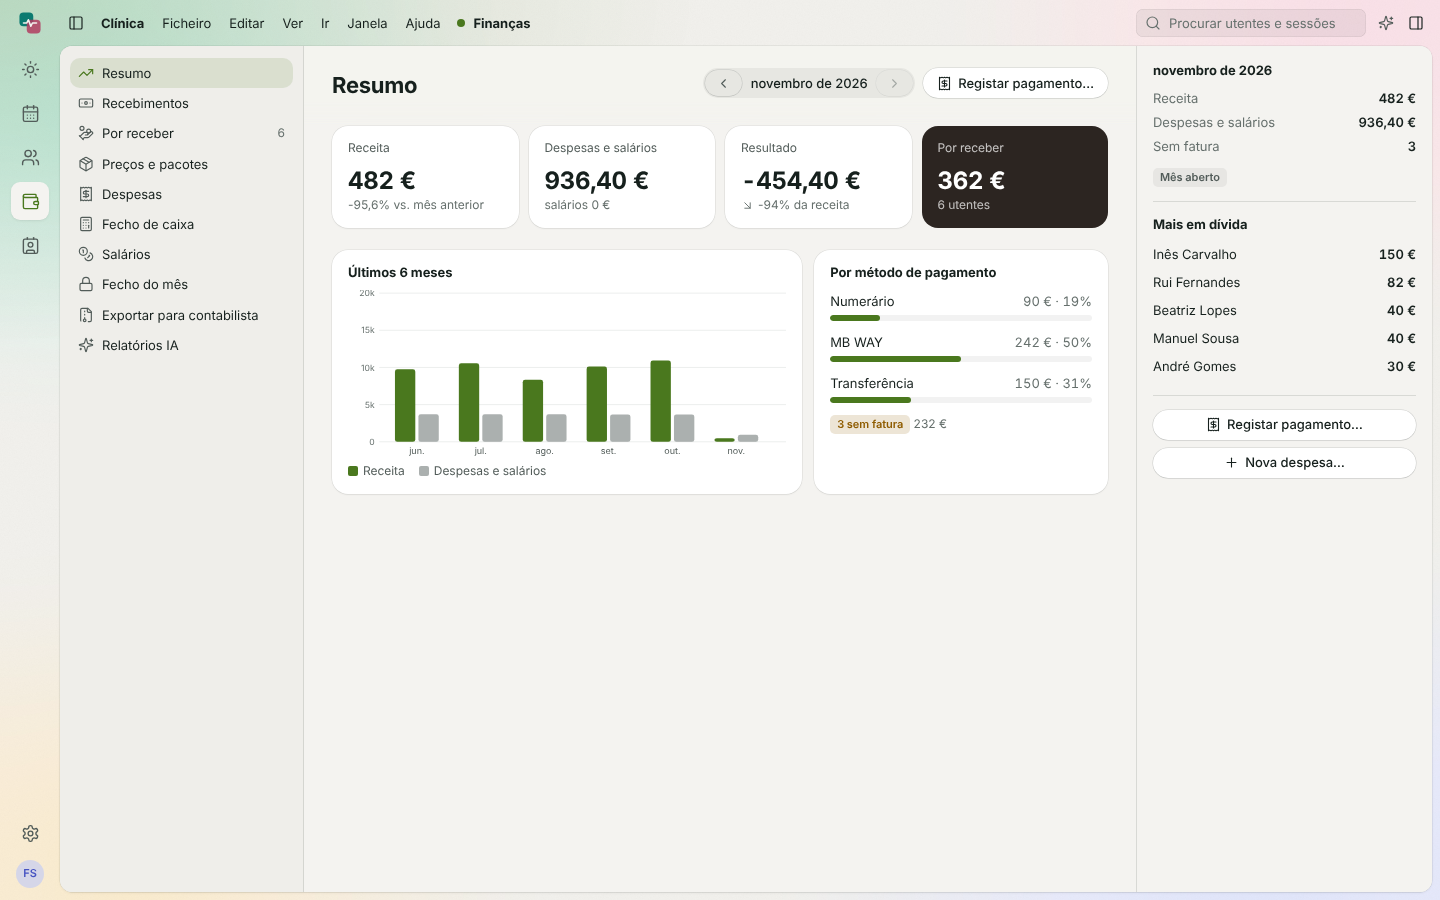 Clínica Ficheiro Editar Ver Ir Janela Ajuda Finanças
Procurar utentes e sessões
Resumo
Recebimentos
Por receber 6
Preços e pacotes
Despesas
Fecho de caixa
Salários
Fecho do mês
Exportar para contabilista
Relatórios IA
FS
Resumo
novembro de 2026
Registar pagamento...
Receita
482 €
-95,6% vs. mês anterior
Despesas e salários
936,40 €
salários 0 €
Resultado
-454,40 €
-94% da receita
Por receber
362 €
6 utentes
Últimos 6 meses
20k
15k
10k
5k
0
jun. jul. ago. set. out. nov.
Receita Despesas e salários
Por método de pagamento
Numerário 90 € · 19%
MB WAY 242 € · 50%
Transferência 150 € · 31%
3 sem fatura 232 €
novembro de 2026
Receita 482 €
Despesas e salários 936,40 €
Sem fatura 3
Mês aberto
Mais em dívida
Inês Carvalho 150 €
Rui Fernandes 82 €
Beatriz Lopes 40 €
Manuel Sousa 40 €
André Gomes 30 €
Registar pagamento...
Nova despesa...